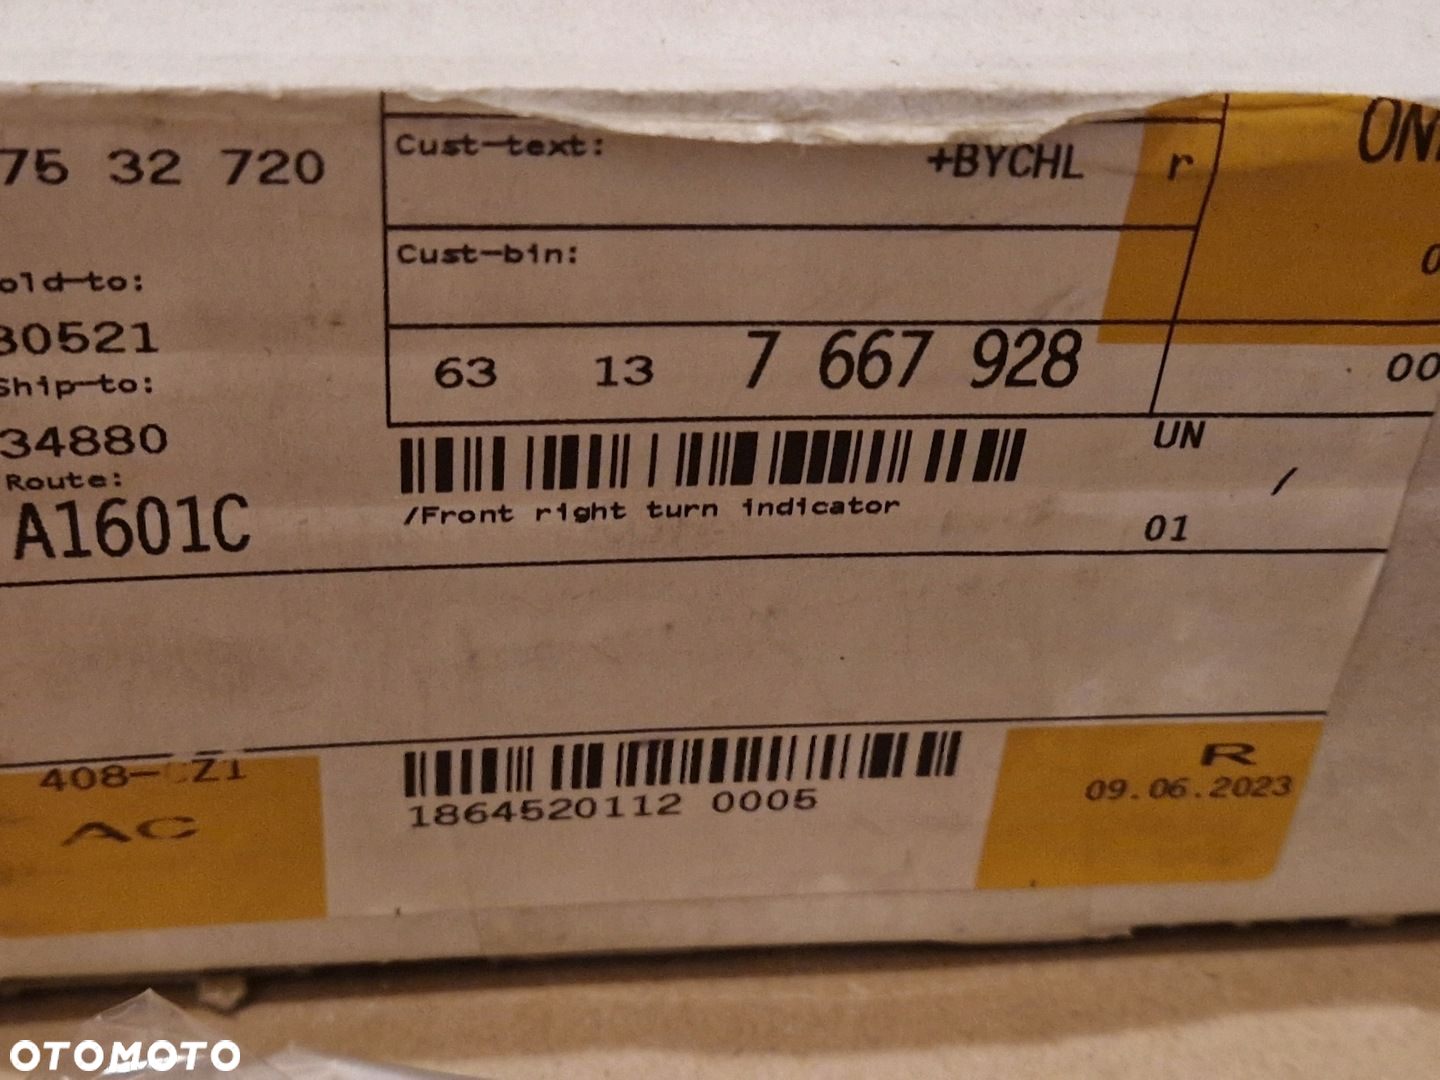 75 32 720
Cust-text:
+BYCHL r
old-to:
Cust-bin:
30521
Ship-to:
63 13 7 667 928
00
34880
UN
Route:
/Front right turn indicator
/
A1601C
01
408- Z1
R
09.06.2023
AC
1864520112 0005
OTOMOTO